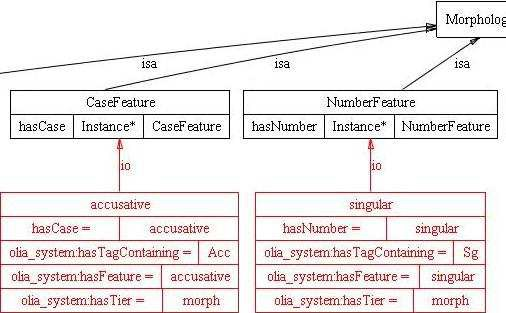 Morpholog
isa
isa
isa
CaseFeature
hasCase Instance* CaseFeature
NumberFeature
hasNumber Instance* NumberFeature
io
io
accusative
hasCase = accusative
olia_system:hasTagContaining = Acc
olia_system:hasFeature = accusative
olia_system:hasTier = morph
singular
hasNumber = singular
olia_system:hasTagContaining = Sg
olia_system:hasFeature = singular
olia_system:hasTier = morph